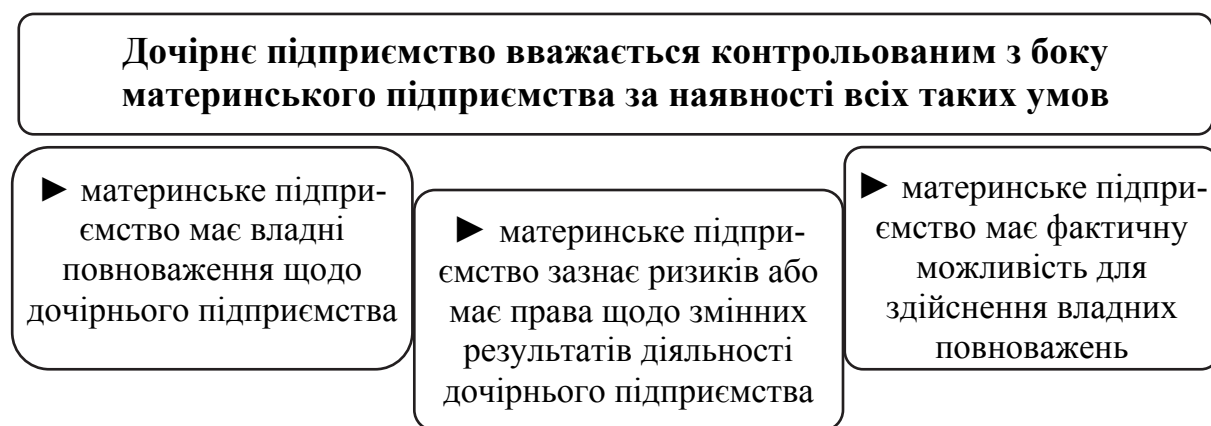 Дочірнє підприємство вважається контрольованим з боку
материнського підприємства за наявності всіх таких умов
► материнське підпри-
ємство має владні
повноваження щодо
дочірнього підприємства
► материнське підпри-
ємство зазнає ризиків або
має права щодо змінних
результатів діяльності
дочірнього підприємства
► материнське підпри-
ємство має фактичну
можливість для
здійснення владних
повноважень